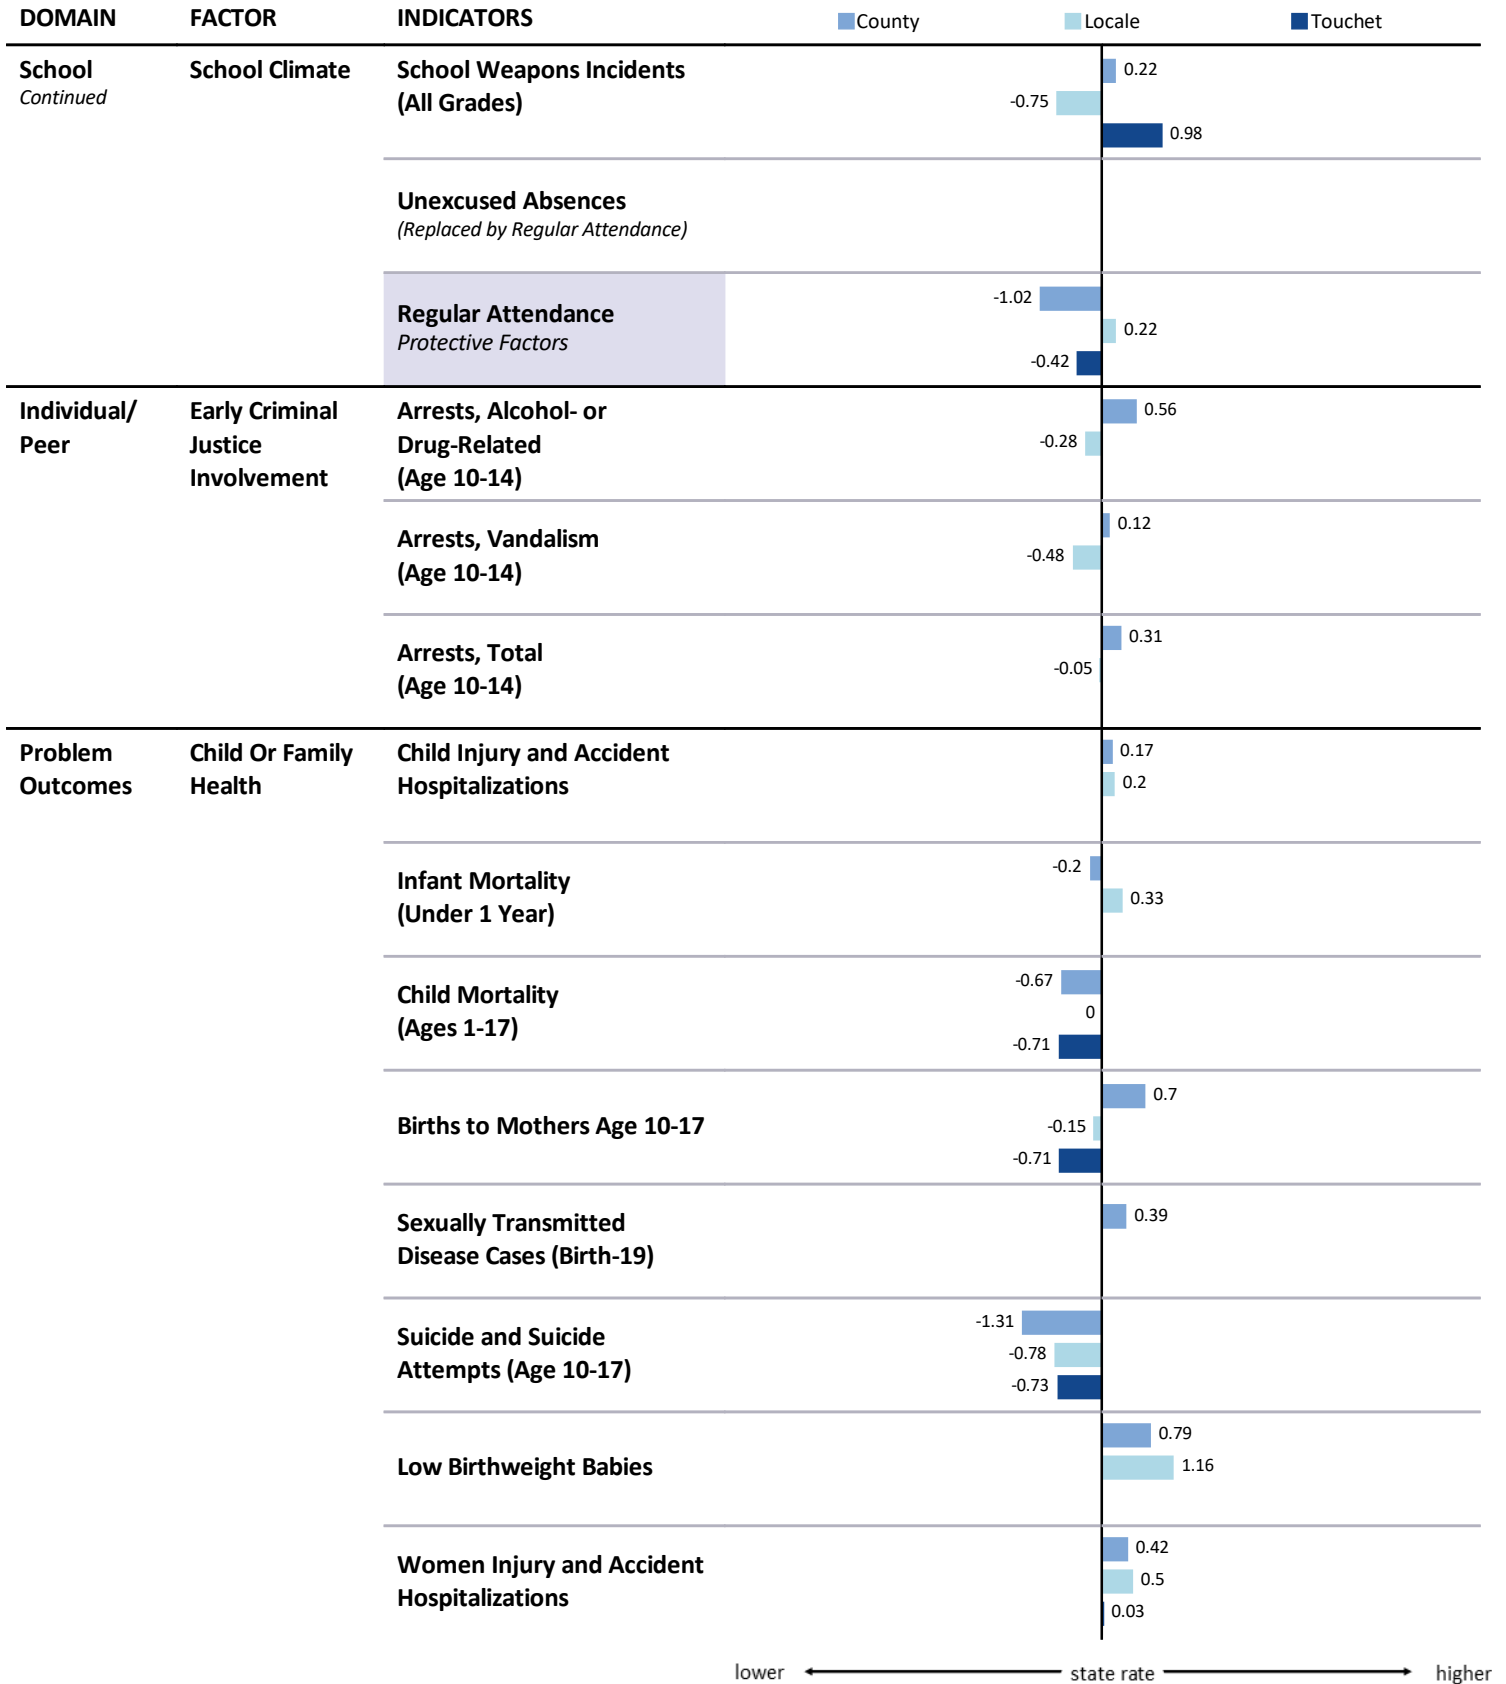 DOMAIN FACTOR INDICATORS County Locale Touchet
School School Climate School Weapons Incidents 0.22
Continued (All Grades) -0.75
0.98
Unexcused Absences
(Replaced by Regular Attendance)
-1.02
Regular Attendance 0.22
Protective Factors -0.42
Individual/ Early Criminal Arrests, Alcohol- or 0.56
Peer Justice Drug-Related -0.28
Involvement (Age 10-14)
0.12
Arrests, Vandalism -0.48
(Age 10-14)
0.31
Arrests, Total -0.05
(Age 10-14)
Problem Child Or Family Child Injury and Accident 0.17
Outcomes Health Hospitalizations 0.2
-0.2
Infant Mortality 0.33
(Under 1 Year)
-0.67
Child Mortality 0
(Ages 1-17) -0.71
0.7
Births to Mothers Age 10-17 -0.15
-0.71
Sexually Transmitted 0.39
Disease Cases (Birth-19)
-1.31
Suicide and Suicide -0.78
Attempts (Age 10-17) -0.73
0.79
Low Birthweight Babies 1.16
0.42
Women Injury and Accident 0.5
Hospitalizations 0.03
lower state rate higher